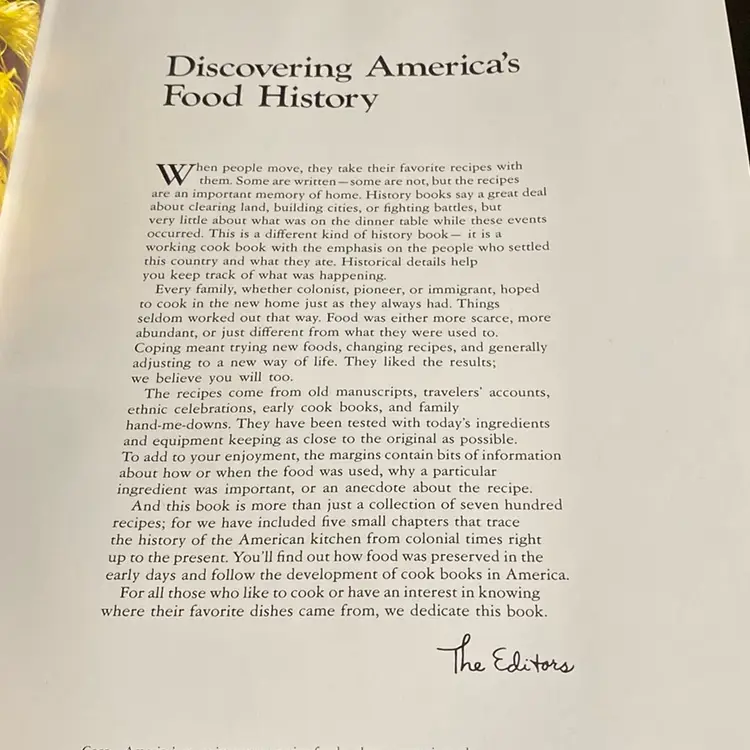 Discovering America's
Food History
When people move, they take their favorite recipes with
them. Some are written—some are not, but the recipes
are an important memory of home. History books say a great deal
about clearing land, building cities, or fighting battles, but
very little about what was on the dinner table while these events
occurred. This is a different kind of history book— it is a
working cook book with the emphasis on the people who settled
this country and what they ate. Historical details help
you keep track of what was happening.
Every family, whether colonist, pioneer, or immigrant, hoped
to cook in the new home just as they always had. Things
seldom worked out that way. Food was either more scarce, more
abundant, or just different from what they were used to.
Coping meant trying new foods, changing recipes, and generally
adjusting to a new way of life. They liked the results;
we believe you will too.
The recipes come from old manuscripts, travelers' accounts,
ethnic celebrations, early cook books, and family
hand-me-downs. They have been tested with today's ingredients
and equipment keeping as close to the original as possible.
To add to your enjoyment, the margins contain bits of information
about how or when the food was used, why a particular
ingredient was important, or an anecdote about the recipe.
And this book is more than just a collection of seven hundred
recipes; for we have included five small chapters that trace
the history of the American kitchen from colonial times right
up to the present. You'll find out how food was preserved in the
early days and follow the development of cook books in America.
For all those who like to cook or have an interest in knowing
where their favorite dishes came from, we dedicate this book.
The Editors